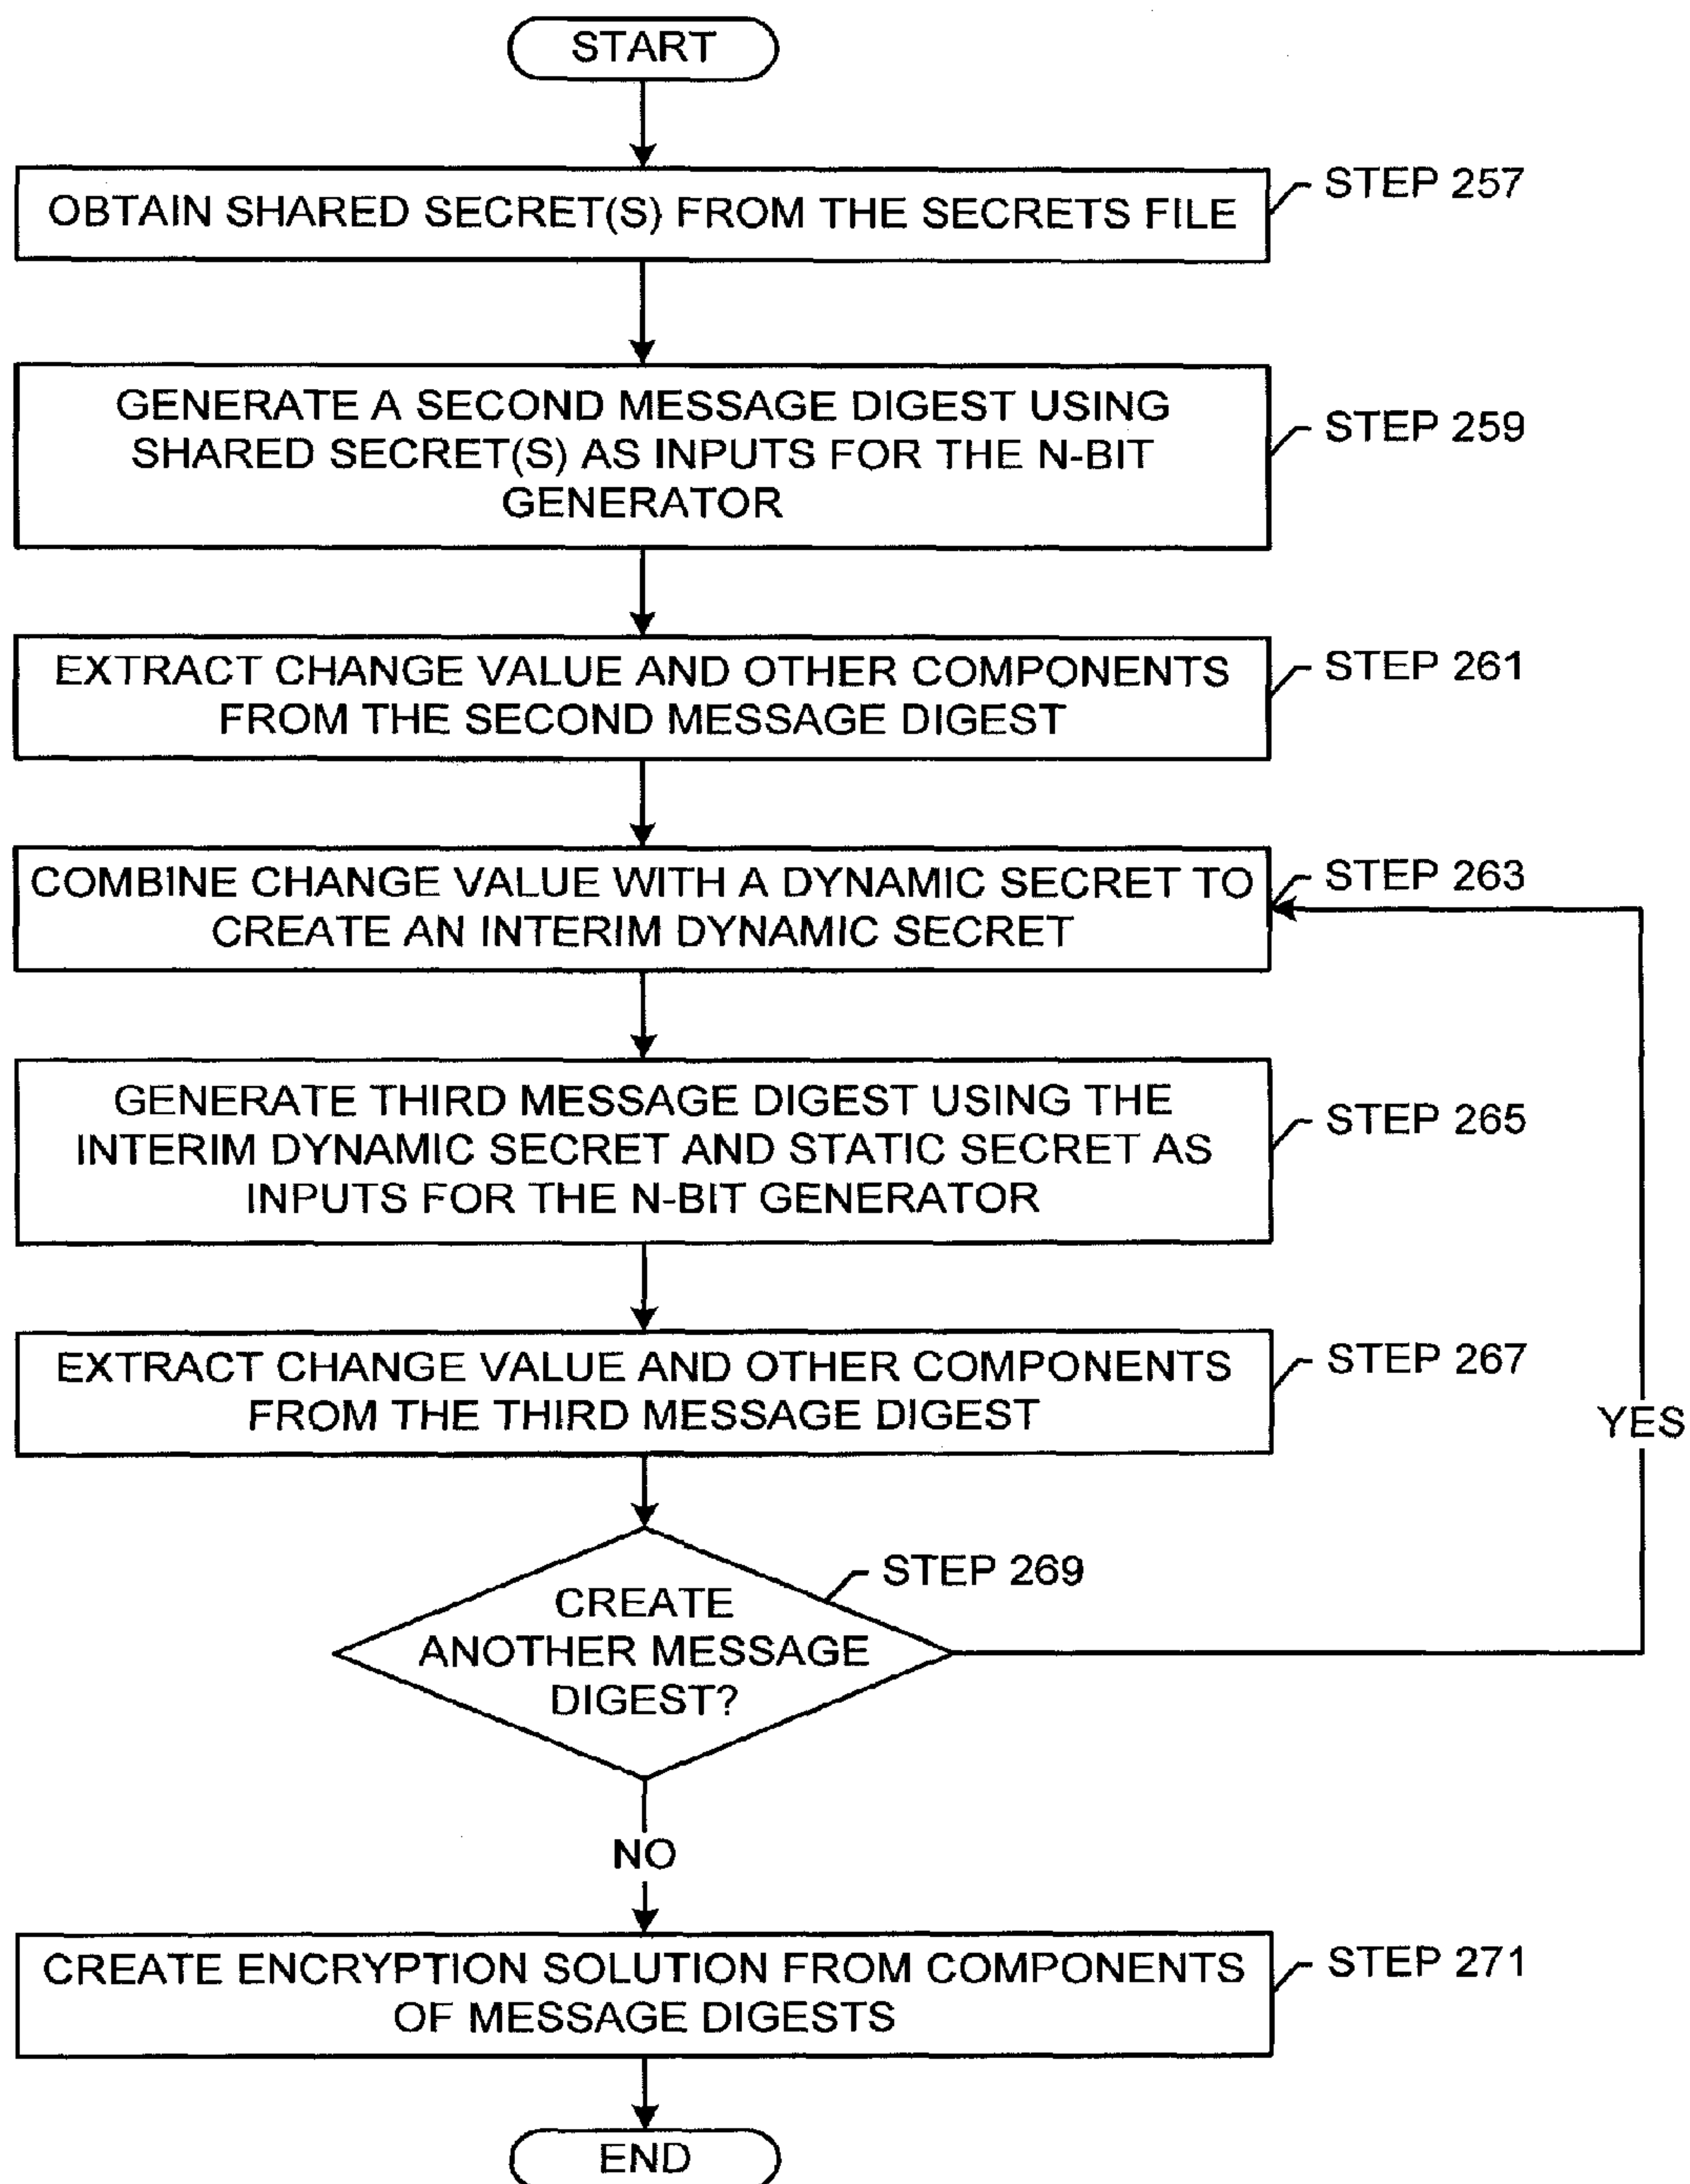 START
OBTAIN SHARED SECRET(S) FROM THE SECRETS FILE
STEP 257
GENERATE A SECOND MESSAGE DIGEST USING
SHARED SECRET(S) AS INPUTS FOR THE N-BIT
GENERATOR
STEP 259
EXTRACT CHANGE VALUE AND OTHER COMPONENTS
FROM THE SECOND MESSAGE DIGEST
STEP 261
COMBINE CHANGE VALUE WITH A DYNAMIC SECRET TO
CREATE AN INTERIM DYNAMIC SECRET
STEP 263
GENERATE THIRD MESSAGE DIGEST USING THE
INTERIM DYNAMIC SECRET AND STATIC SECRET AS
INPUTS FOR THE N-BIT GENERATOR
STEP 265
EXTRACT CHANGE VALUE AND OTHER COMPONENTS
FROM THE THIRD MESSAGE DIGEST
STEP 267
YES
CREATE
ANOTHER MESSAGE
DIGEST?
STEP 269
NO
CREATE ENCRYPTION SOLUTION FROM COMPONENTS
OF MESSAGE DIGESTS
STEP 271
END